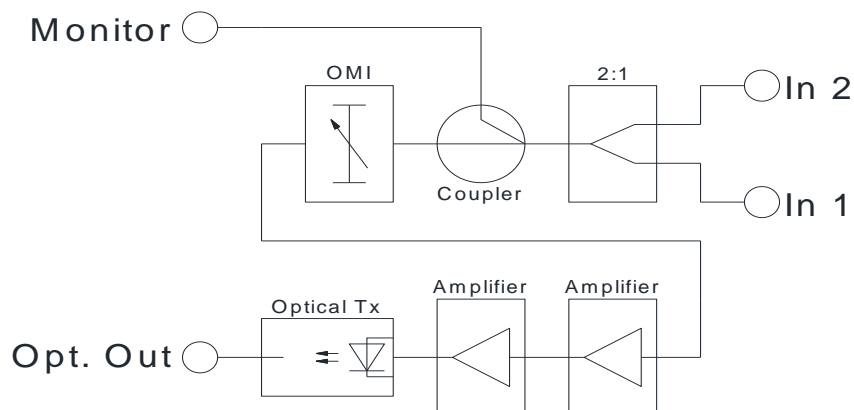 Monitor
OMI
2:1
In 2
Coupler
In 1
Amplifier
Amplifier
Optical Tx
Opt. Out